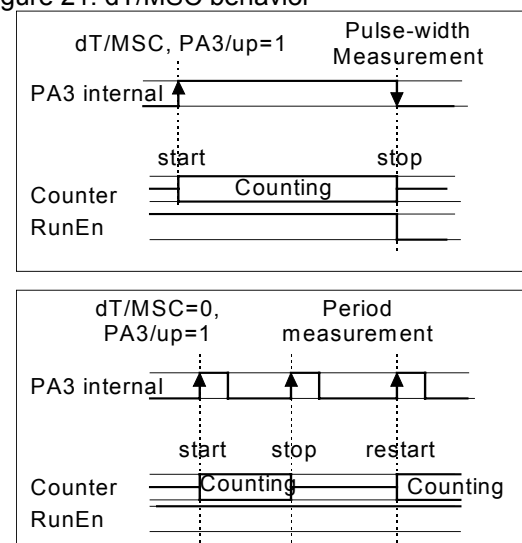 gure 21: dT/MSC behavior
dT/MSC, PA3/up=1
Pulse-width
Measurement
PA3 internal
start
stop
Counter
Counting
RunEn
dT/MSC=0,
PA3/up=1
Period
measurement
PA3 internal
start
stop
restart
Counter
Counting
Counting
RunEn